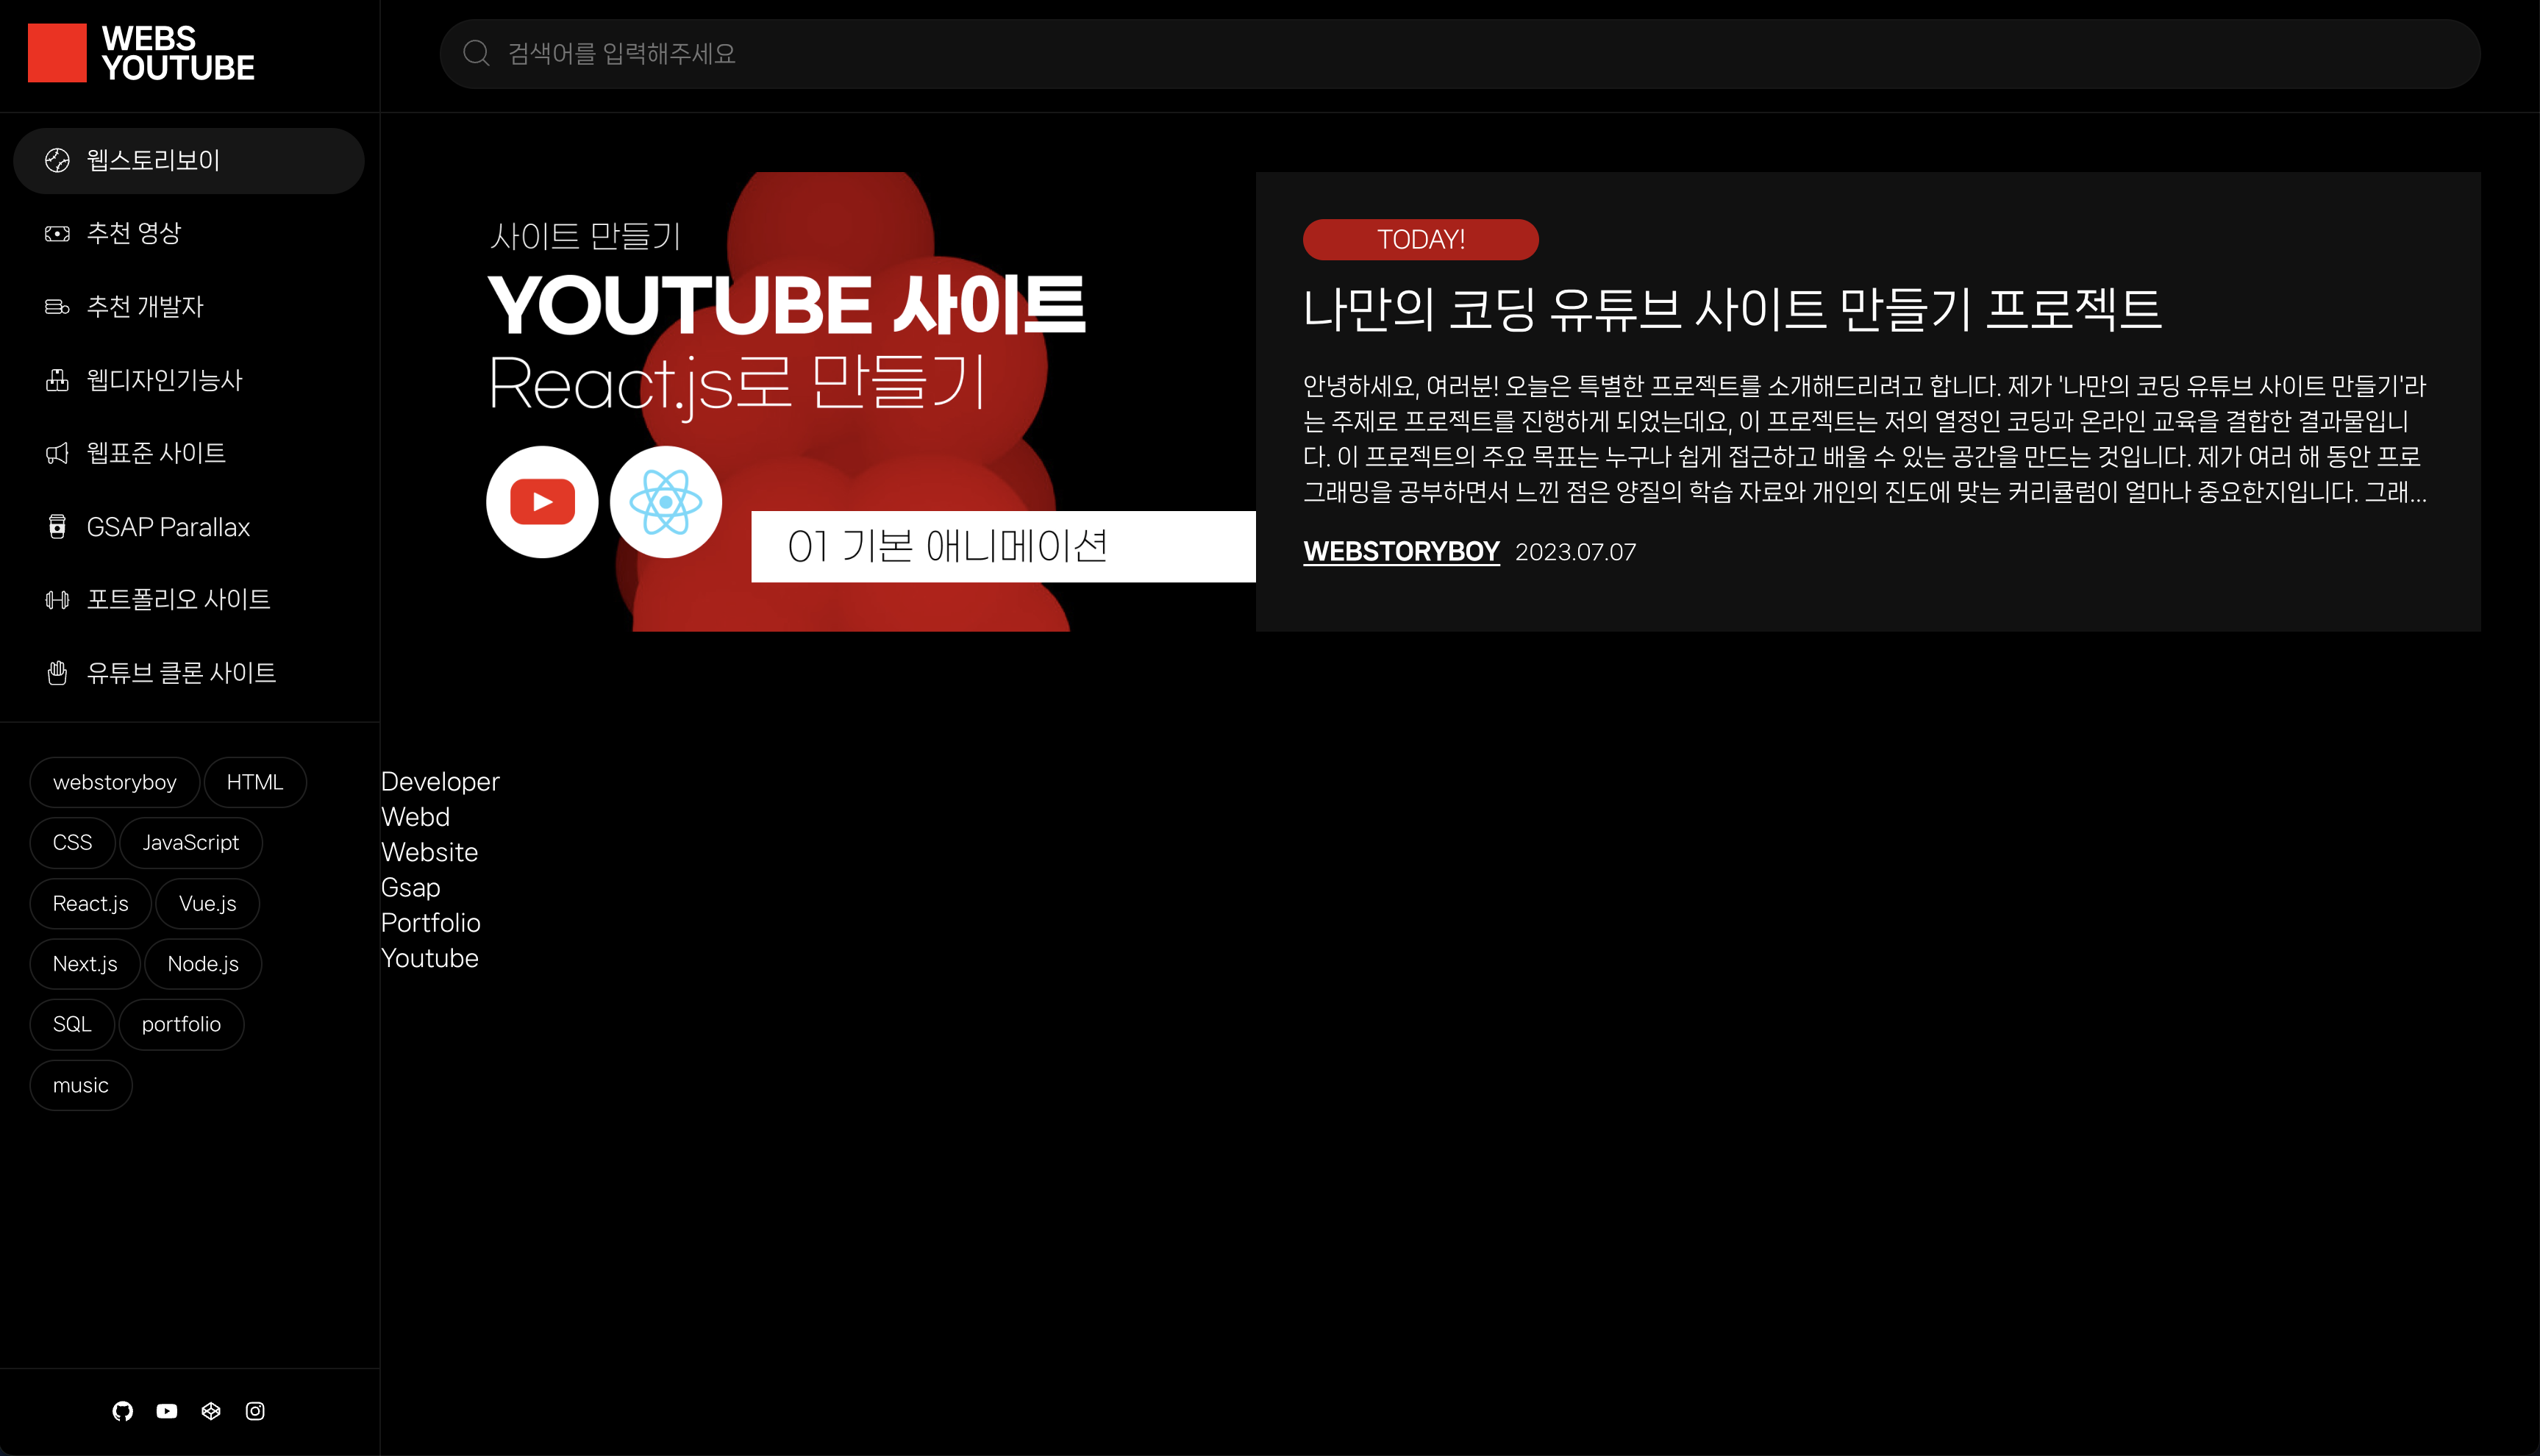 WEBS
YOUTUBE
검색어를 입력해주세요
웹스토리보이
추천 영상
추천 개발자
웹디자인기능사
웹표준 사이트
GSAP Parallax
포트폴리오 사이트
유튜브 클론 사이트
webstoryboy
HTML
CSS
JavaScript
React.js
Vue.js
Next.js
Node.js
SQL
portfolio
music
사이트 만들기
YOUTUBE 사이트
React.js로 만들기
01 기본 애니메이션
TODAY!
나만의 코딩 유튜브 사이트 만들기 프로젝트
안녕하세요, 여러분! 오늘은 특별한 프로젝트를 소개해드리려고 합니다. 제가 '나만의 코딩 유튜브 사이트 만들기'라
는 주제로 프로젝트를 진행하게 되었는데요, 이 프로젝트는 저의 열정인 코딩과 온라인 교육을 결합한 결과물입니
다. 이 프로젝트의 주요 목표는 누구나 쉽게 접근하고 배울 수 있는 공간을 만드는 것입니다. 제가 여러 해 동안 프로
그래밍을 공부하면서 느낀 점은 양질의 학습 자료와 개인의 진도에 맞는 커리큘럼이 얼마나 중요한지입니다. 그래...
WEBSTORYBOY 2023.07.07
Developer
Webd
Website
Gsap
Portfolio
Youtube